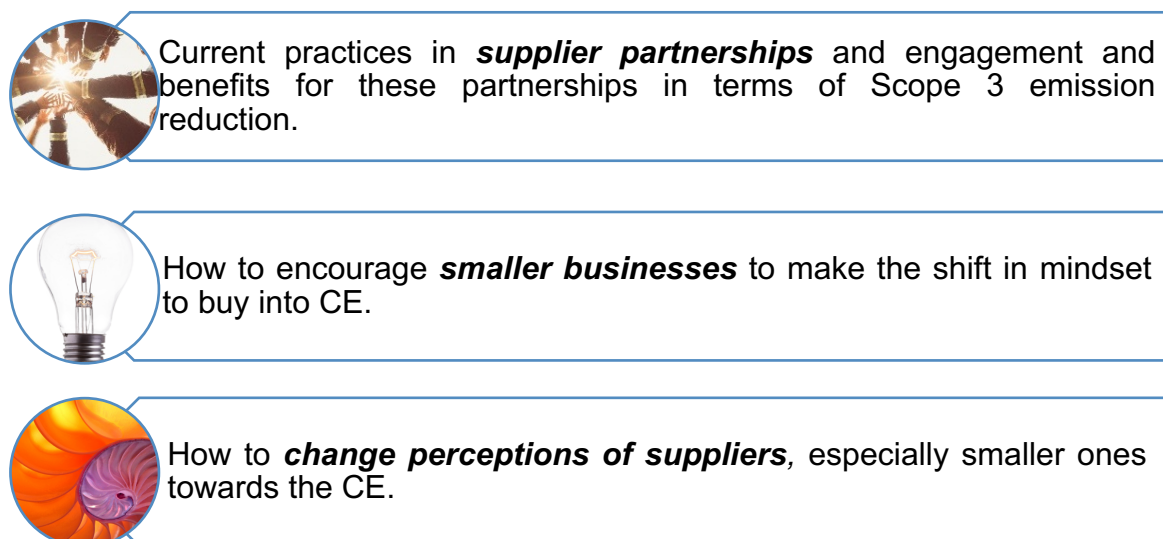 Current practices in supplier partnerships and engagement and
benefits for these partnerships in terms of Scope 3 emission
reduction.
How to encourage smaller businesses to make the shift in mindset
to buy into CE.
How to change perceptions of suppliers, especially smaller ones
towards the CE.